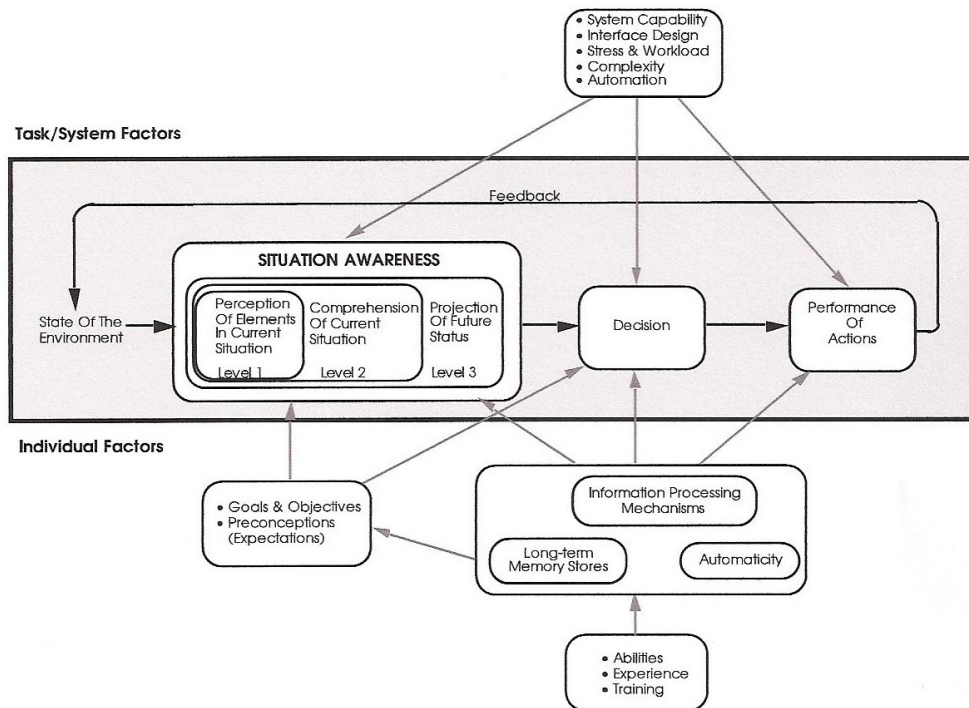 • System Capability
• Interface Design
• Stress & Workload
• Complexity
• Automation
Task/System Factors
Feedback
SITUATION AWARENESS
State Of The
Environment
Perception
Of Elements
In Current
Situation
Level 1
Comprehension
Of Current
Situation
Level 2
Projection
Of Future
Status
Level 3
Decision
Performance
Of
Actions
Individual Factors
• Goals & Objectives
• Preconceptions
(Expectations)
Information Processing
Mechanisms
Long-term
Memory Stores
Automaticity
• Abilities
• Experience
• Training